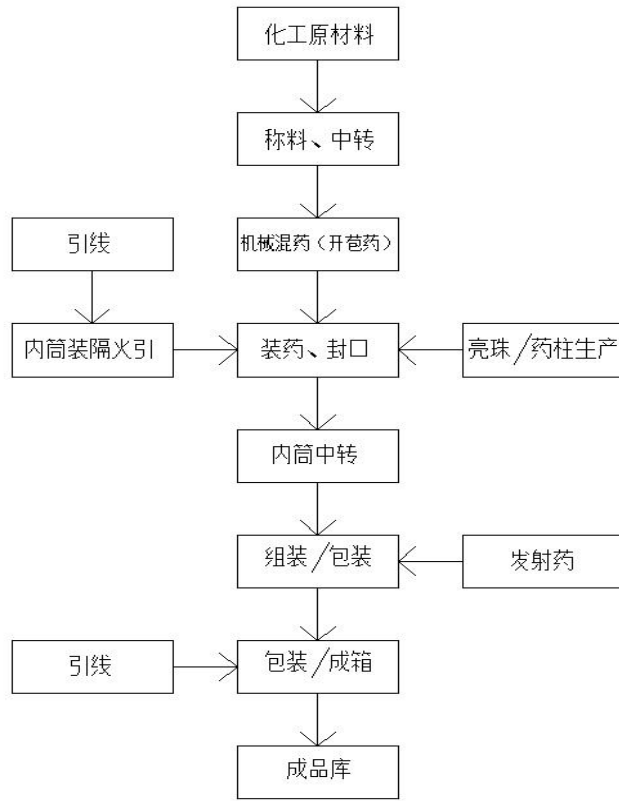 化工原材料
称料、中转
引线
机械混药（开苞药）
内筒装隔火引
装药、封口
亮珠/药柱生产
内筒中转
组装/包装
发射药
引线
包装/成箱
成品库